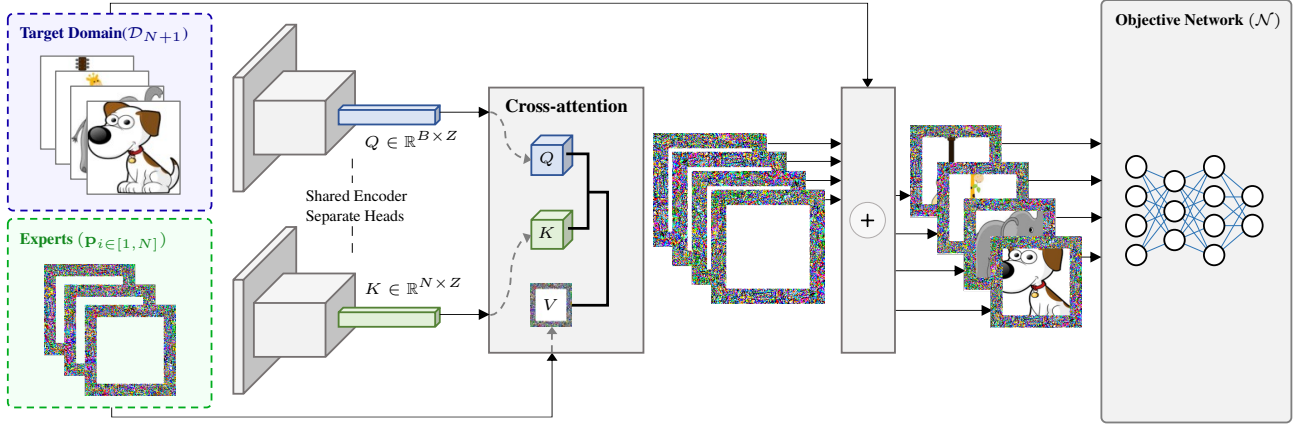 Target Domain(𝒟_{N+1})
Experts (𝐩_{i∈[1,N]})
Q ∈ ℝ^{B×Z}
Shared Encoder
Separate Heads
K ∈ ℝ^{N×Z}
Cross-attention
Q
K
V
+
Objective Network (𝒩)